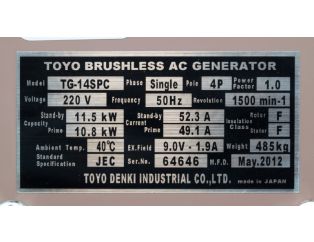 TOYO BRUSHLESS AC GENERATOR
Model TG-14SPC Phase Single Pole 4P Power Factor 1.0
Voltage 220 V Frequency 50Hz Revolution 1500 min-1
Capacity Stand-by 11.5 kW Current Stand-by 52.3 A Insulation Class Rotor F
Prime 10.8 kW Prime 49.1 A Stator F
Ambient Temp. 40℃ EX.Field 9.0V - 1.9A Weight 485kg
Standard Specification JEC Ser.No. 64646 M.F.D. May.2012
TOYO DENKI INDUSTRIAL CO.,LTD. MADE IN JAPAN